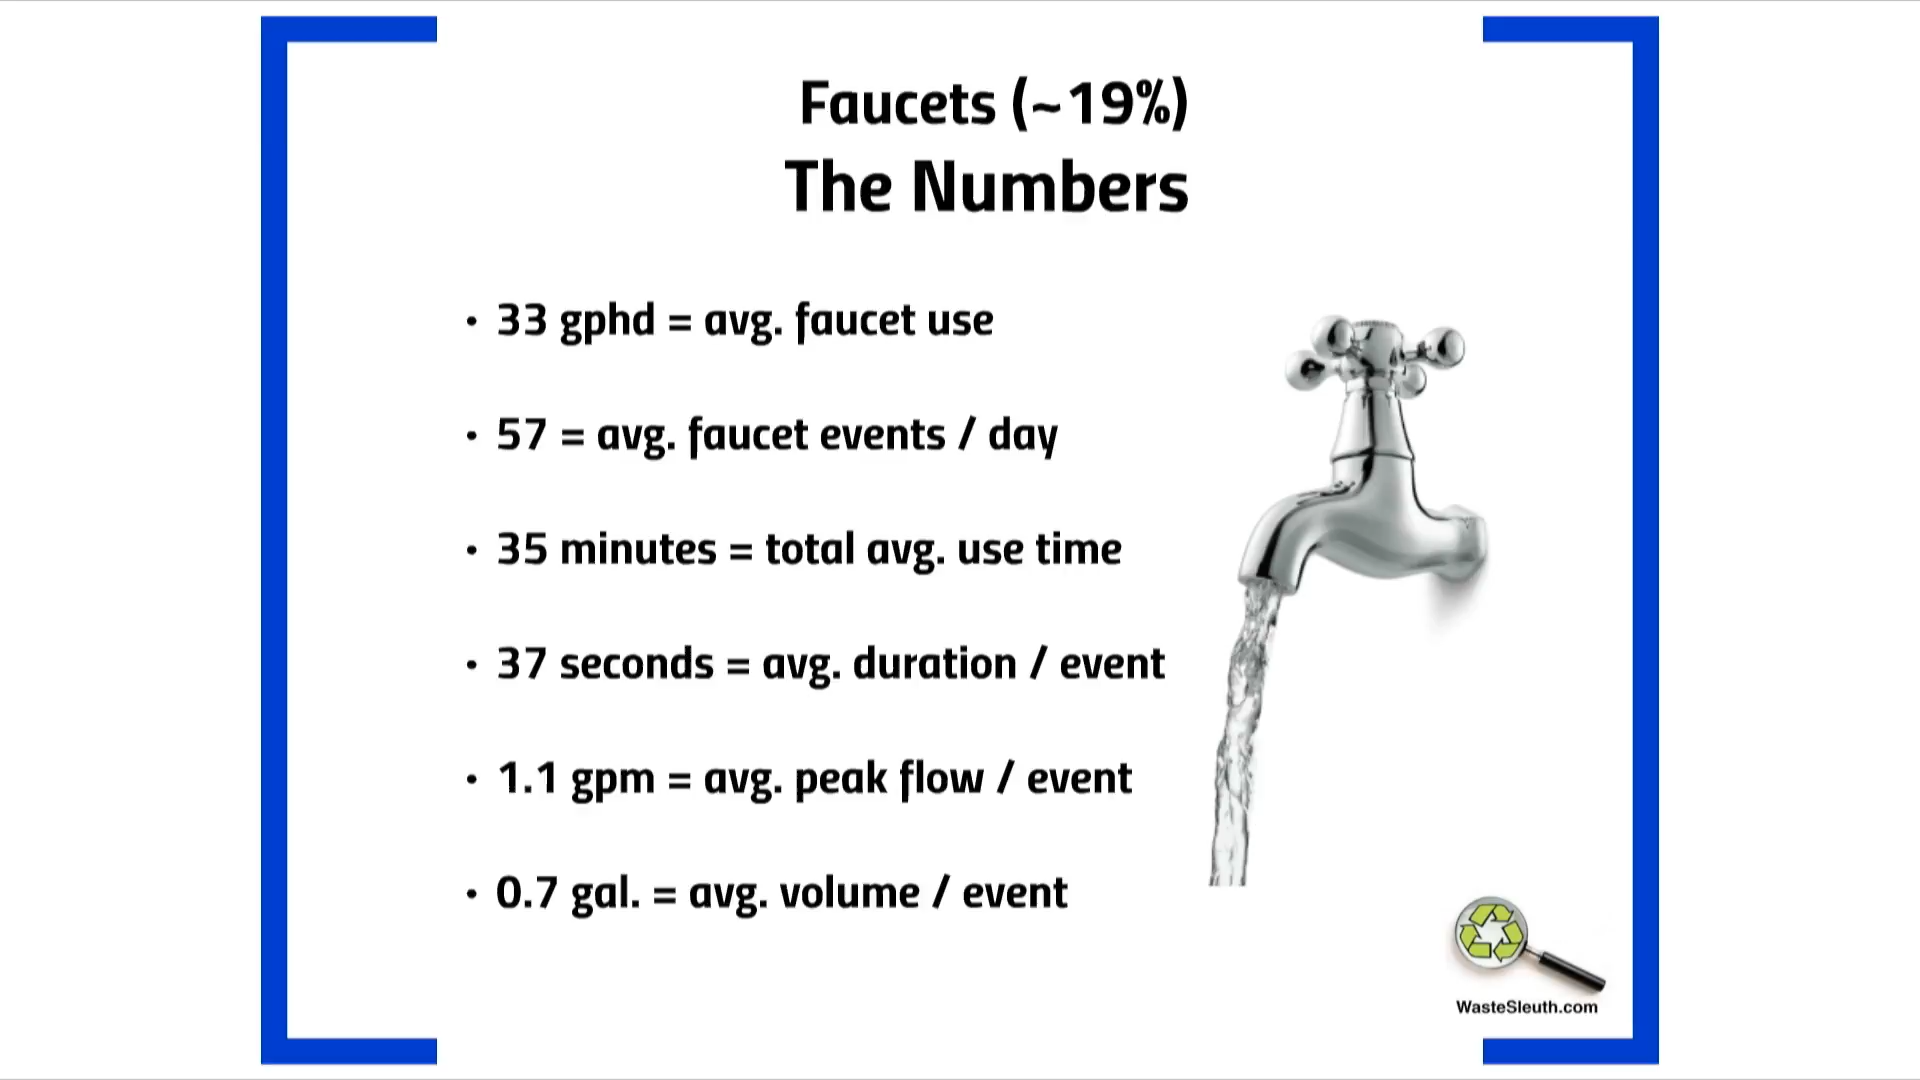 Faucets (~19%)
The Numbers
• 33 gphd = avg. faucet use
• 57 = avg. faucet events / day
• 35 minutes = total avg. use time
• 37 seconds = avg. duration / event
• 1.1 gpm = avg. peak flow / event
• 0.7 gal. = avg. volume / event
WasteSleuth.com